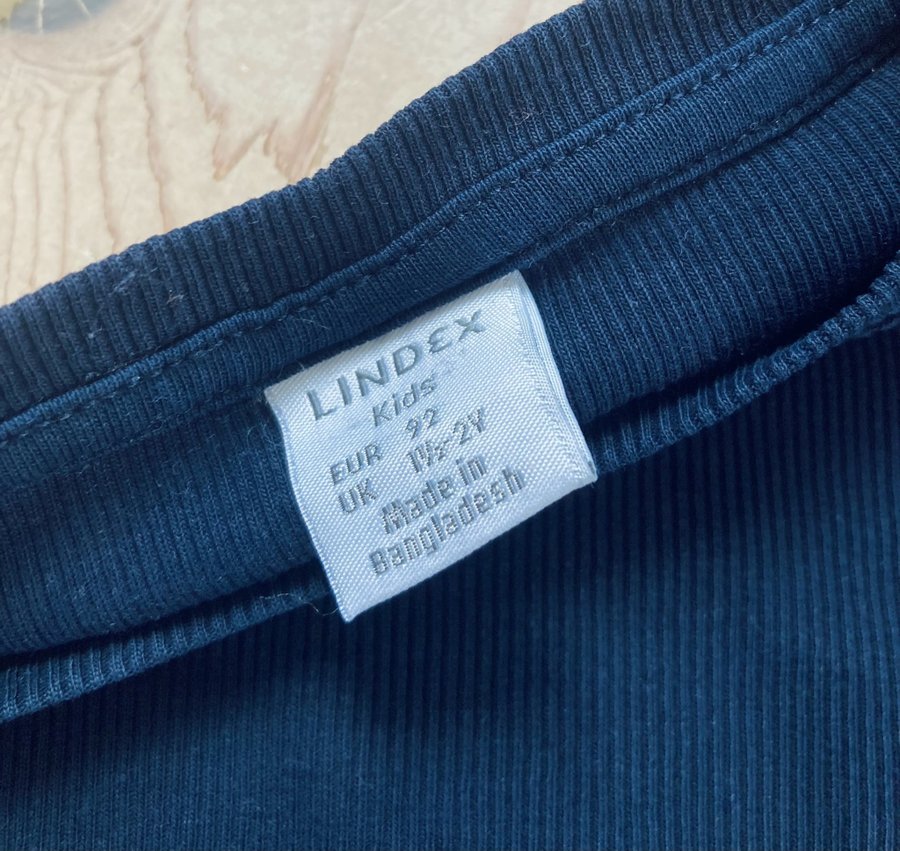 LINDEX
Kids
EUR 92
UK 1½-2Y
Made in
Bangladesh